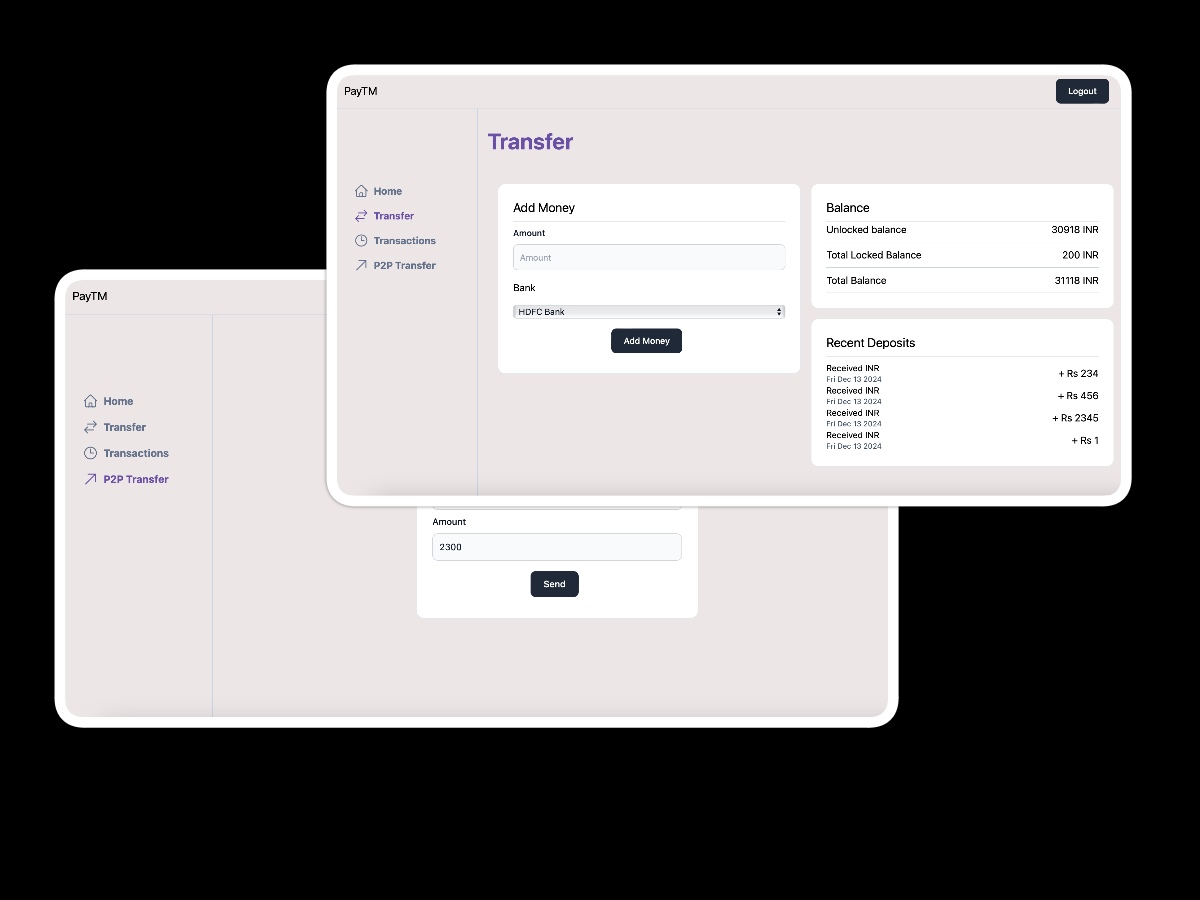 PayTM
Logout
Transfer
Home
Transfer
Transactions
P2P Transfer
Add Money
Amount
Amount
Bank
HDFC Bank
Add Money
Balance
Unlocked balance 30918 INR
Total Locked Balance 200 INR
Total Balance 31118 INR
Recent Deposits
Received INR
Fri Dec 13 2024
+ Rs 234
Received INR
Fri Dec 13 2024
+ Rs 456
Received INR
Fri Dec 13 2024
+ Rs 2345
Received INR
Fri Dec 13 2024
+ Rs 1
PayTM
Home
Transfer
Transactions
P2P Transfer
Amount
2300
Send